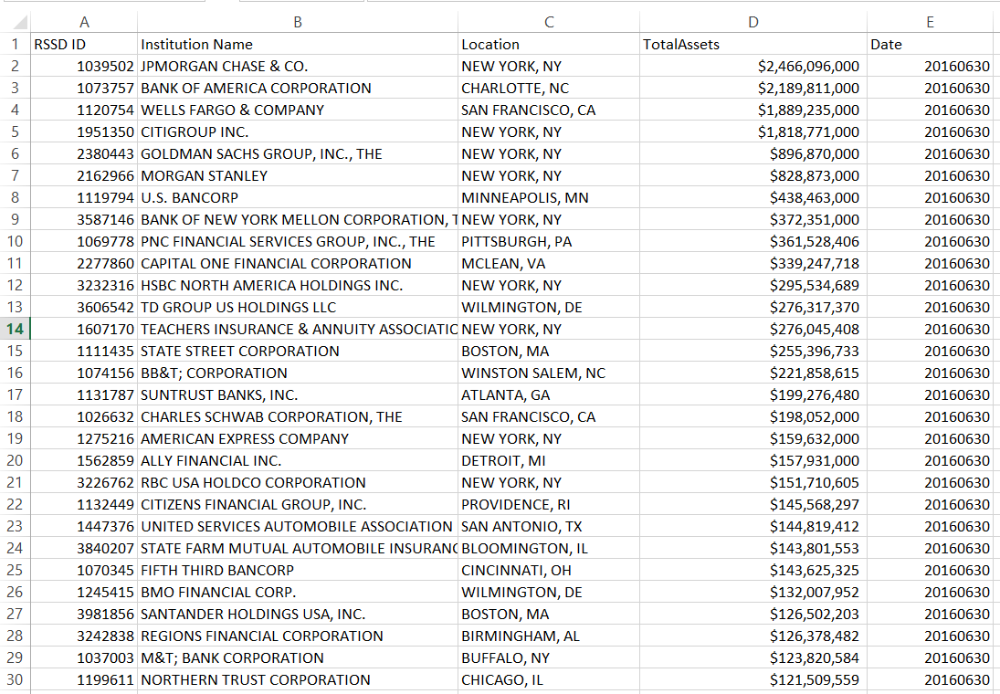 A B C D E
1 RSSD ID Institution Name Location TotalAssets Date
2 1039502 JPMORGAN CHASE & CO. NEW YORK, NY $2,466,096,000 20160630
3 1073757 BANK OF AMERICA CORPORATION CHARLOTTE, NC $2,189,811,000 20160630
4 1120754 WELLS FARGO & COMPANY SAN FRANCISCO, CA $1,889,235,000 20160630
5 1951350 CITIGROUP INC. NEW YORK, NY $1,818,771,000 20160630
6 2380443 GOLDMAN SACHS GROUP, INC., THE NEW YORK, NY $896,870,000 20160630
7 2162966 MORGAN STANLEY NEW YORK, NY $828,873,000 20160630
8 1119794 U.S. BANCORP MINNEAPOLIS, MN $438,463,000 20160630
9 3587146 BANK OF NEW YORK MELLON CORPORATION, T NEW YORK, NY $372,351,000 20160630
10 1069778 PNC FINANCIAL SERVICES GROUP, INC., THE PITTSBURGH, PA $361,528,406 20160630
11 2277860 CAPITAL ONE FINANCIAL CORPORATION MCLEAN, VA $339,247,718 20160630
12 3232316 HSBC NORTH AMERICA HOLDINGS INC. NEW YORK, NY $295,534,689 20160630
13 3606542 TD GROUP US HOLDINGS LLC WILMINGTON, DE $276,317,370 20160630
14 1607170 TEACHERS INSURANCE & ANNUITY ASSOCIATIO NEW YORK, NY $276,045,408 20160630
15 1111435 STATE STREET CORPORATION BOSTON, MA $255,396,733 20160630
16 1074156 BB&T; CORPORATION WINSTON SALEM, NC $221,858,615 20160630
17 1131787 SUNTRUST BANKS, INC. ATLANTA, GA $199,276,480 20160630
18 1026632 CHARLES SCHWAB CORPORATION, THE SAN FRANCISCO, CA $198,052,000 20160630
19 1275216 AMERICAN EXPRESS COMPANY NEW YORK, NY $159,632,000 20160630
20 1562859 ALLY FINANCIAL INC. DETROIT, MI $157,931,000 20160630
21 3226762 RBC USA HOLDCO CORPORATION NEW YORK, NY $151,710,605 20160630
22 1132449 CITIZENS FINANCIAL GROUP, INC. PROVIDENCE, RI $145,568,297 20160630
23 1447376 UNITED SERVICES AUTOMOBILE ASSOCIATION SAN ANTONIO, TX $144,819,412 20160630
24 3840207 STATE FARM MUTUAL AUTOMOBILE INSURANC BLOOMINGTON, IL $143,801,553 20160630
25 1070345 FIFTH THIRD BANCORP CINCINNATI, OH $143,625,325 20160630
26 1245415 BMO FINANCIAL CORP. WILMINGTON, DE $132,007,952 20160630
27 3981856 SANTANDER HOLDINGS USA, INC. BOSTON, MA $126,502,203 20160630
28 3242838 REGIONS FINANCIAL CORPORATION BIRMINGHAM, AL $126,378,482 20160630
29 1037003 M&T; BANK CORPORATION BUFFALO, NY $123,820,584 20160630
30 1199611 NORTHERN TRUST CORPORATION CHICAGO, IL $121,509,559 20160630